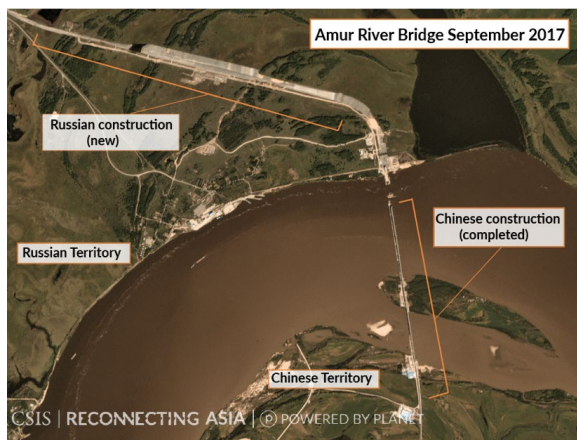 Amur River Bridge September 2017
Russian construction
(new)
Chinese construction
(completed)
Russian Territory
Chinese Territory
CSIS | RECONNECTING ASIA | P POWERED BY PLANET